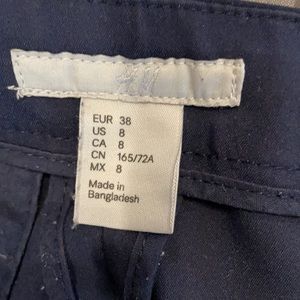 H&M
EUR 38
US 8
CA 8
CN 165/72A
MX 8
Made in
Bangladesh